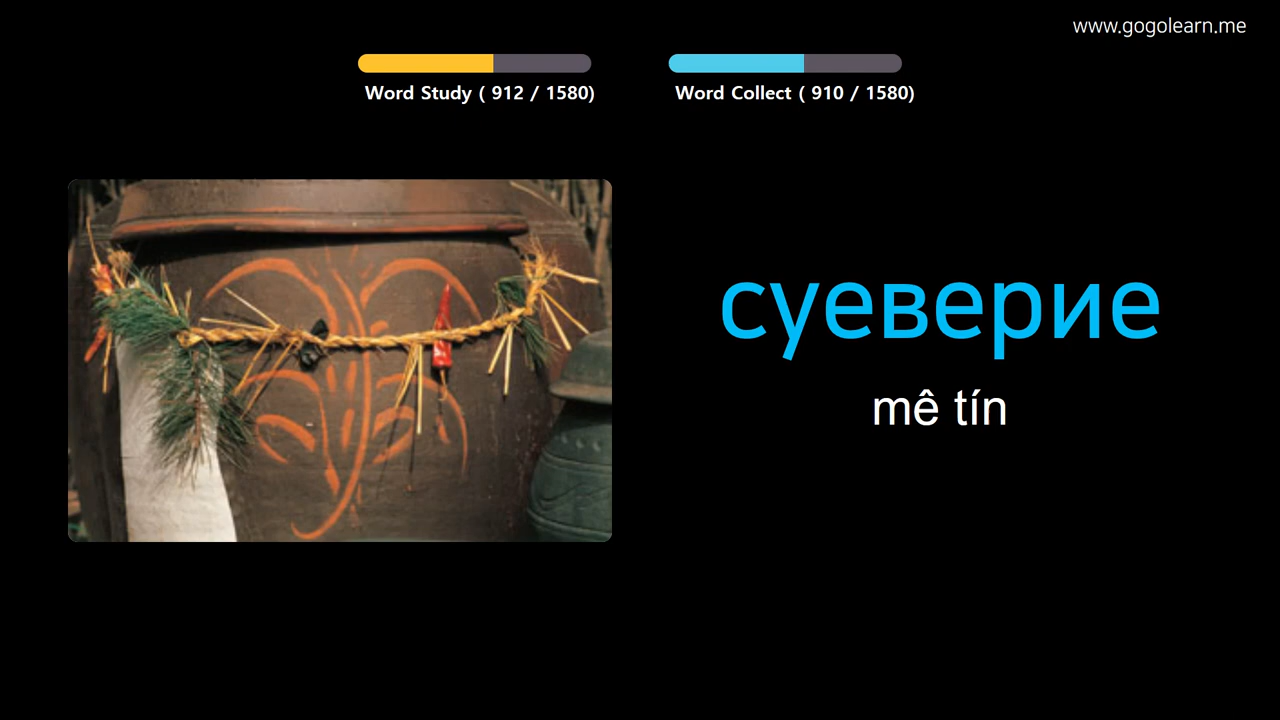 www.gogolearn.me
Word Study ( 912 / 1580)
Word Collect ( 910 / 1580)
суеверие
mê tín